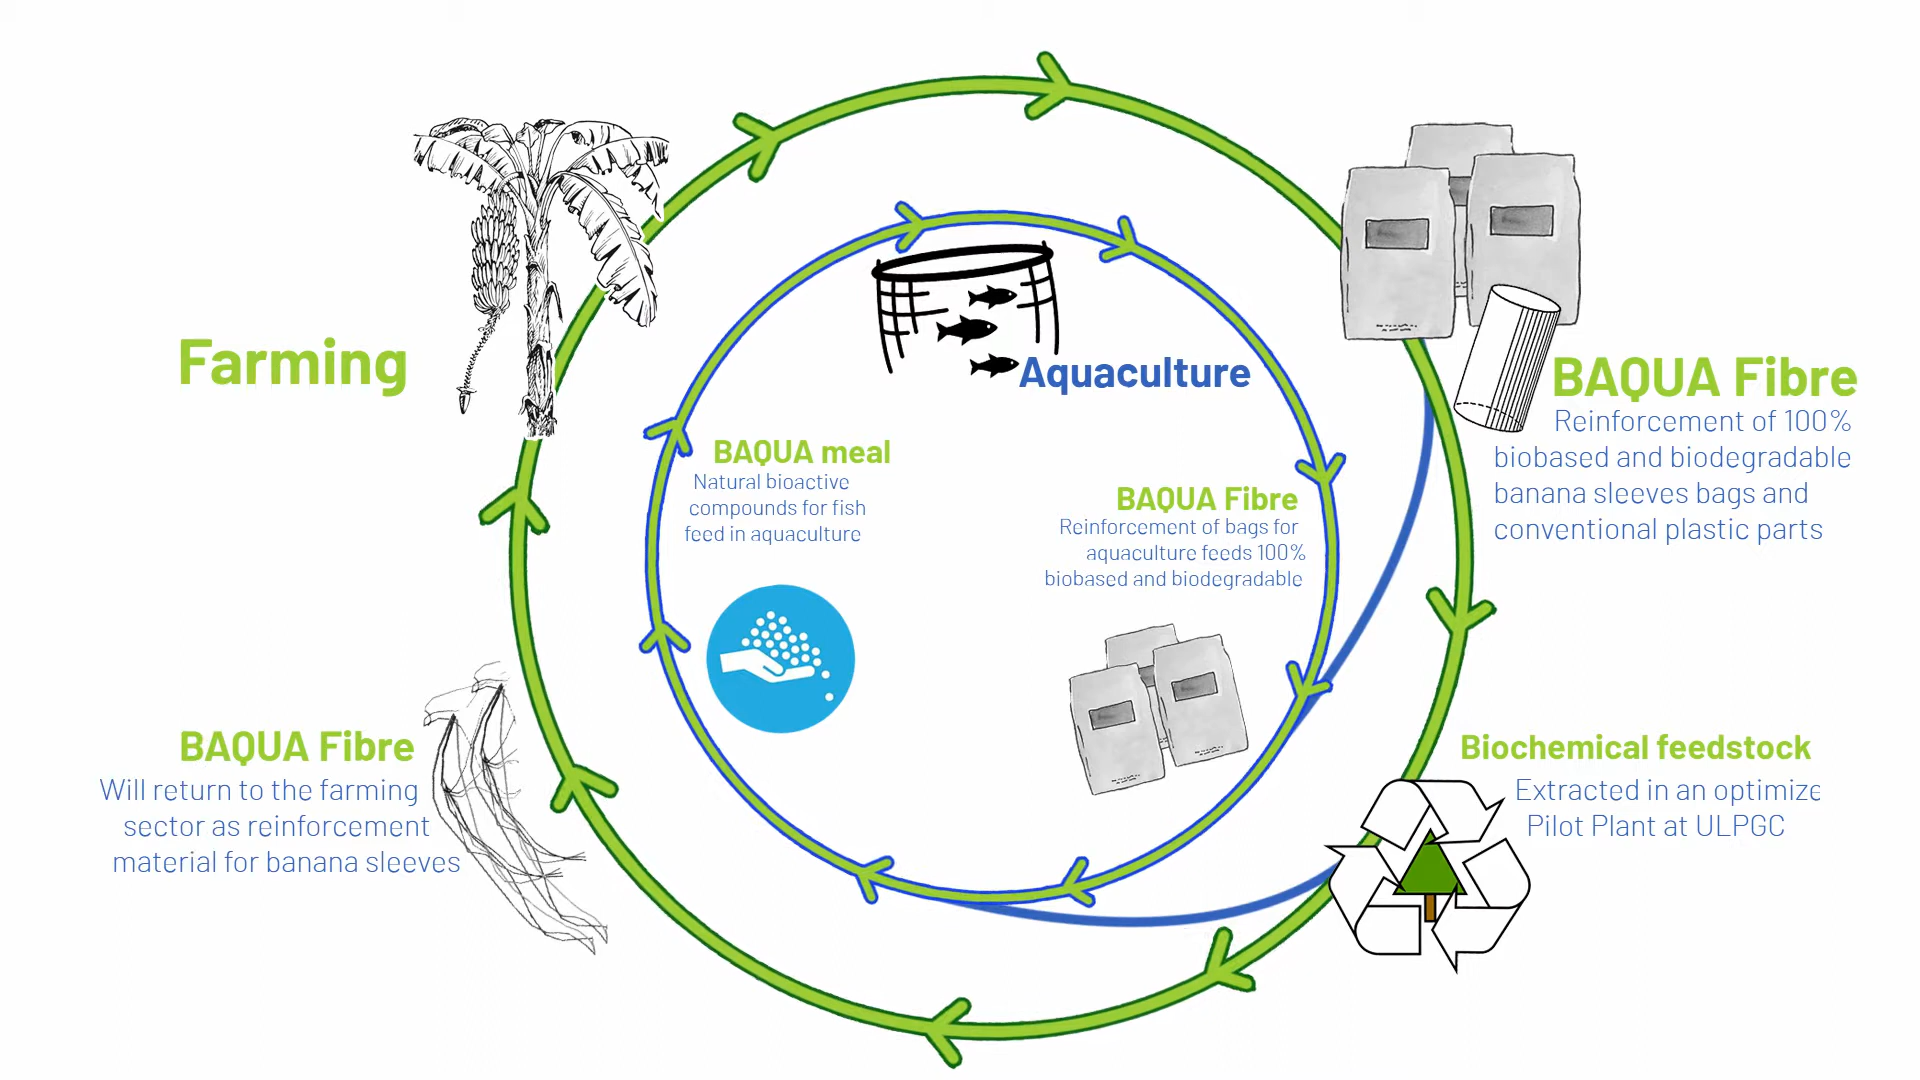 Farming
Aquaculture
BAQUA Fibre
Reinforcement of 100%
biobased and biodegradable
banana sleeves bags and
conventional plastic parts
BAQUA meal
Natural bioactive
compounds for fish
feed in aquaculture
BAQUA Fibre
Reinforcement of bags for
aquaculture feeds 100%
biobased and biodegradable
BAQUA Fibre
Will return to the farming
sector as reinforcement
material for banana sleeves
Biochemical feedstock
Extracted in an optimize
Pilot Plant at ULPGC